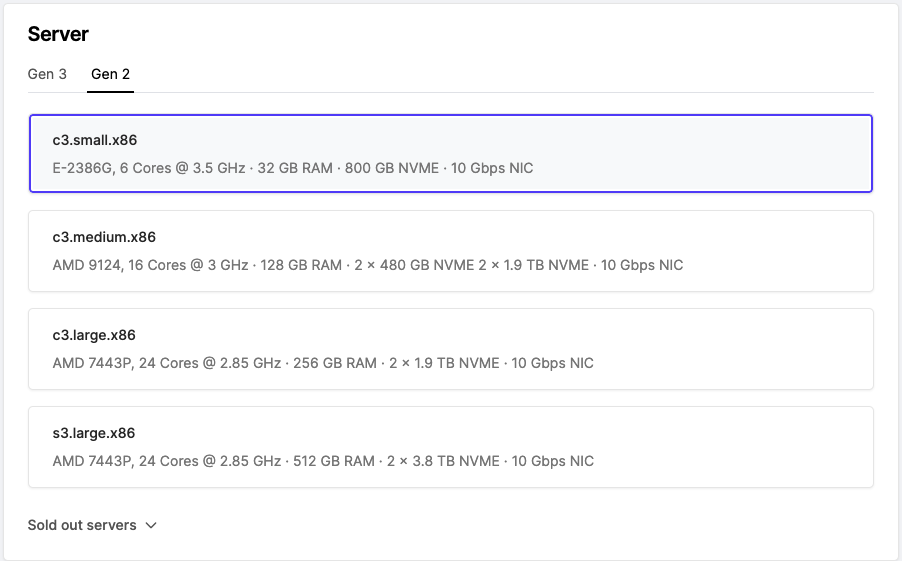 Server
Gen 3 Gen 2
c3.small.x86
E-2386G, 6 Cores @ 3.5 GHz · 32 GB RAM · 800 GB NVME · 10 Gbps NIC
c3.medium.x86
AMD 9124, 16 Cores @ 3 GHz · 128 GB RAM · 2 × 480 GB NVME 2 × 1.9 TB NVME · 10 Gbps NIC
c3.large.x86
AMD 7443P, 24 Cores @ 2.85 GHz · 256 GB RAM · 2 × 1.9 TB NVME · 10 Gbps NIC
s3.large.x86
AMD 7443P, 24 Cores @ 2.85 GHz · 512 GB RAM · 2 × 3.8 TB NVME · 10 Gbps NIC
Sold out servers